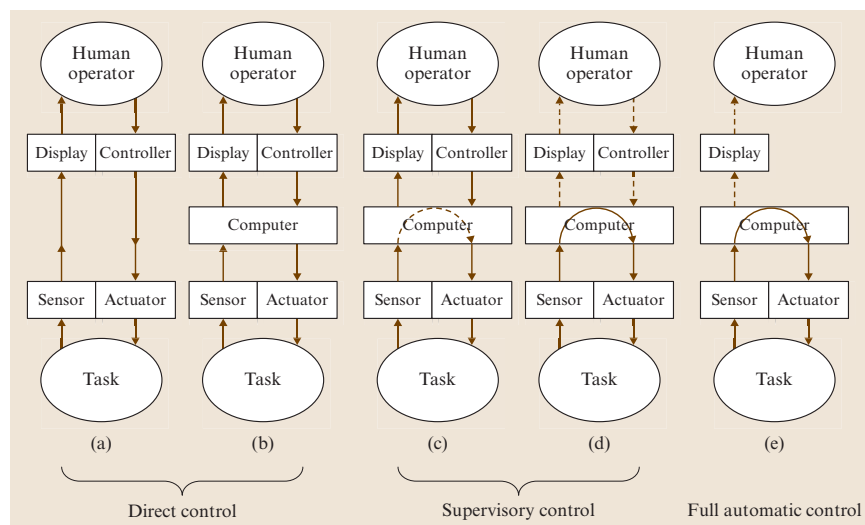 Human
operator
Human
operator
Human
operator
Human
operator
Human
operator
Display Controller
Display Controller
Display Controller
Display Controller
Display
Computer
Computer
Computer
Computer
Sensor Actuator
Sensor Actuator
Sensor Actuator
Sensor Actuator
Sensor Actuator
Task
Task
Task
Task
Task
(a)
(b)
(c)
(d)
(e)
Direct control
Supervisory control
Full automatic control